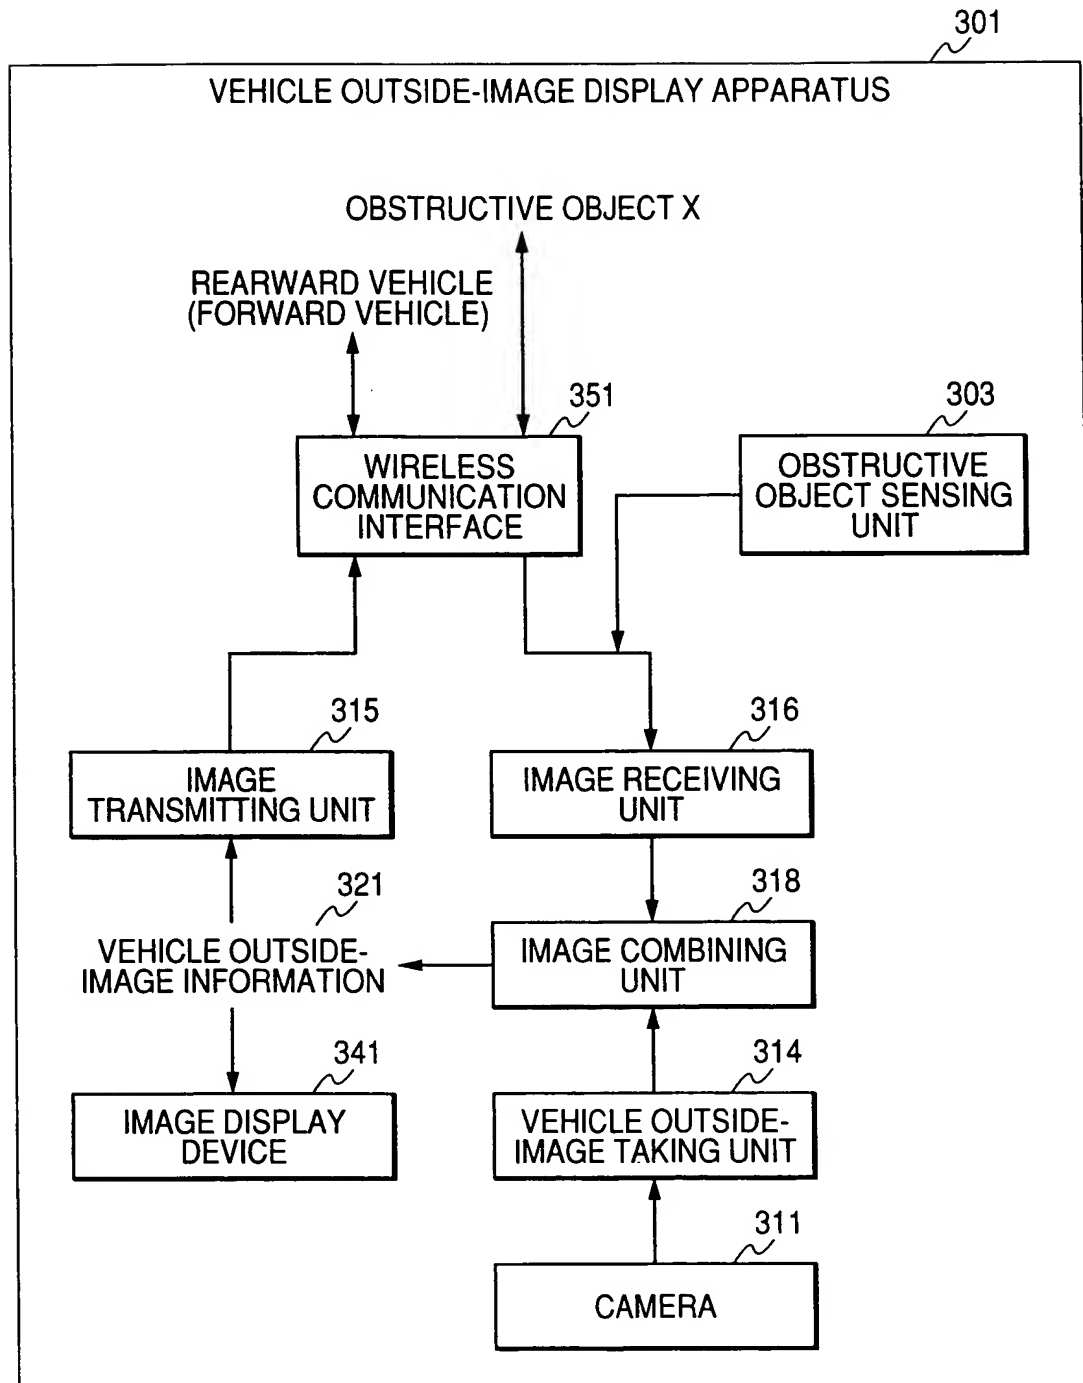 301
VEHICLE OUTSIDE-IMAGE DISPLAY APPARATUS
OBSTRUCTIVE OBJECT X
REARWARD VEHICLE
(FORWARD VEHICLE)
351
303
WIRELESS
COMMUNICATION
INTERFACE
OBSTRUCTIVE
OBJECT SENSING
UNIT
315
316
IMAGE
TRANSMITTING UNIT
IMAGE RECEIVING
UNIT
321
318
VEHICLE OUTSIDE-
IMAGE INFORMATION
IMAGE COMBINING
UNIT
341
314
IMAGE DISPLAY
DEVICE
VEHICLE OUTSIDE-
IMAGE TAKING UNIT
311
CAMERA